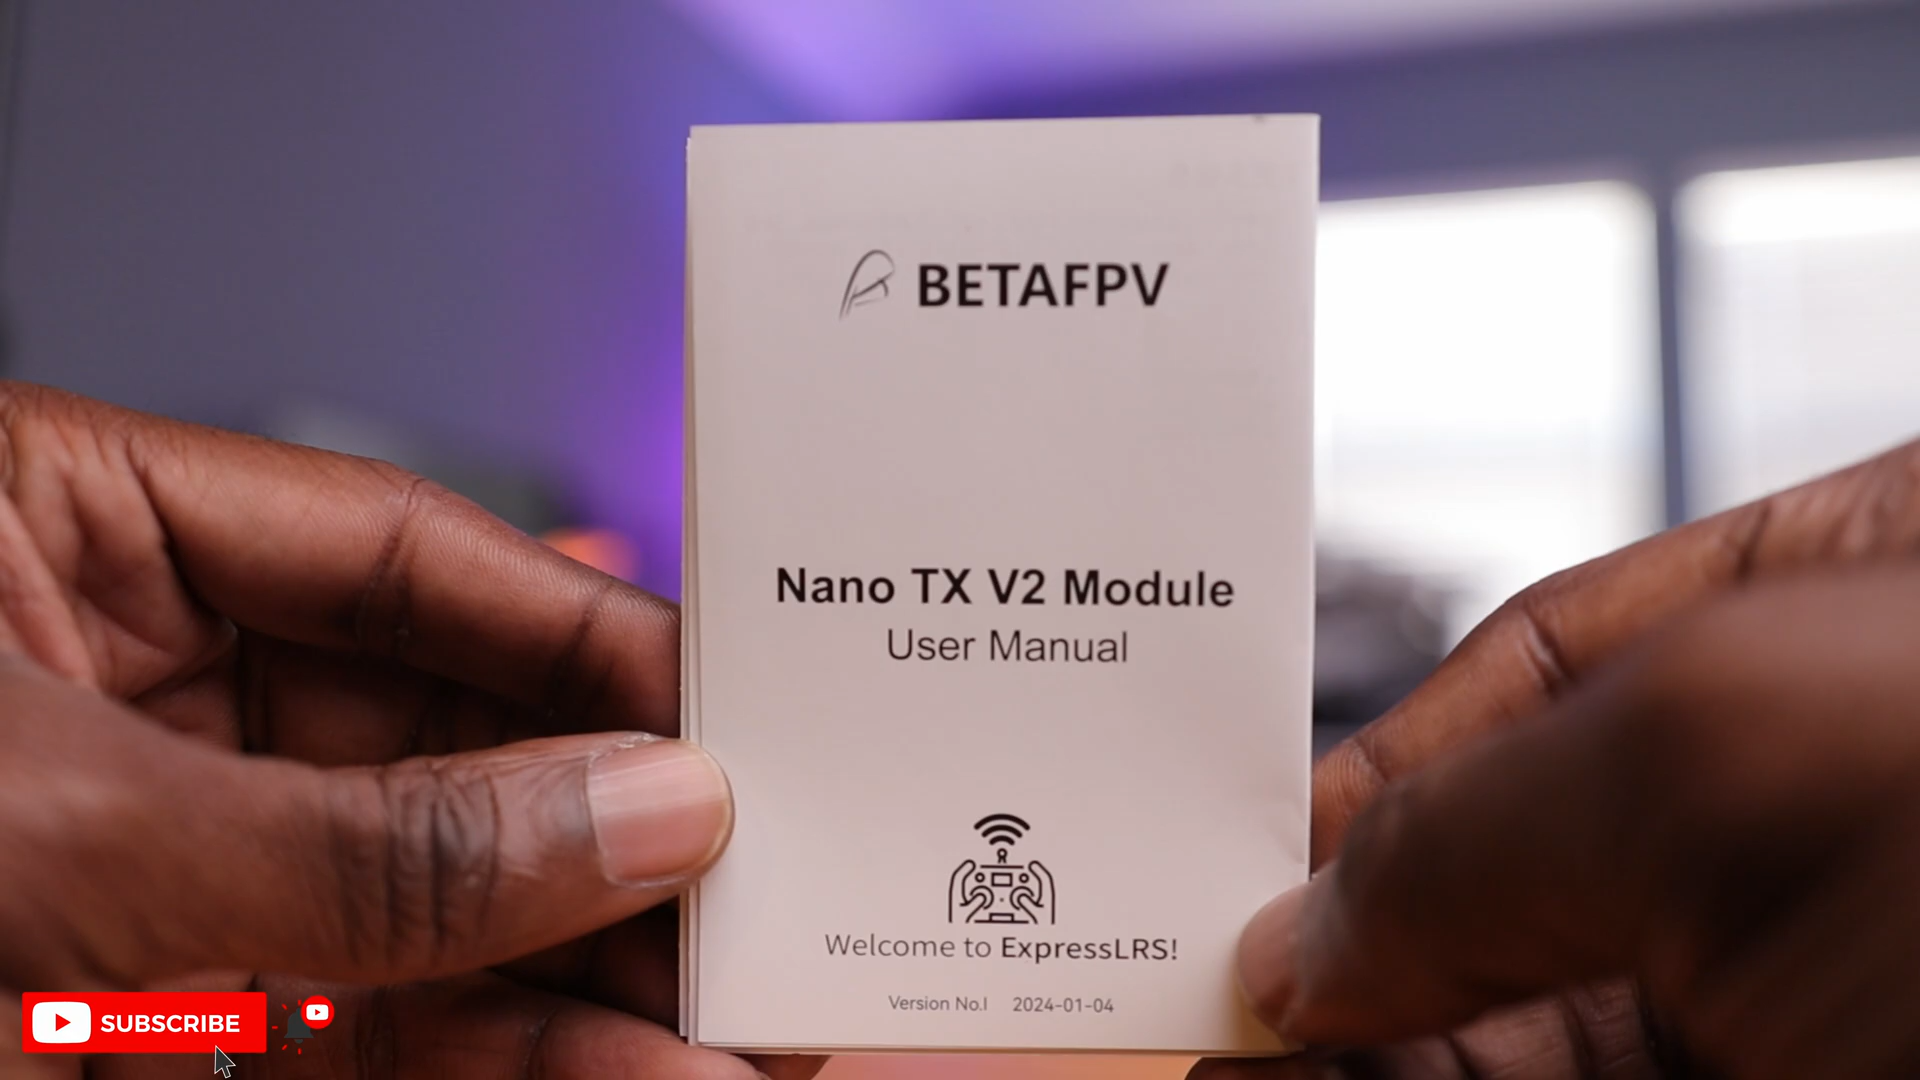 BETAFPV
Nano TX V2 Module
User Manual
Welcome to ExpressLRS!
Version No.I 2024-01-04
SUBSCRIBE